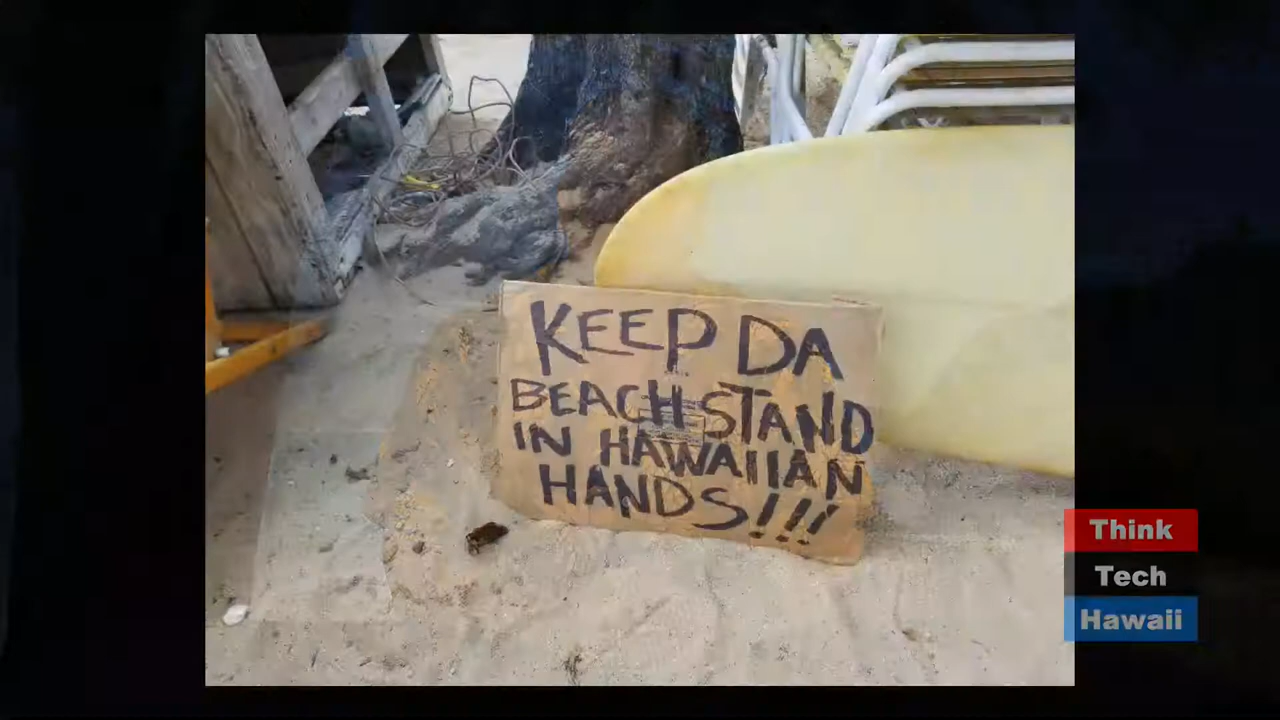 KEEP DA
BEACH STAND
IN HAWAIIAN
HANDS!!!
Think
Tech
Hawaii